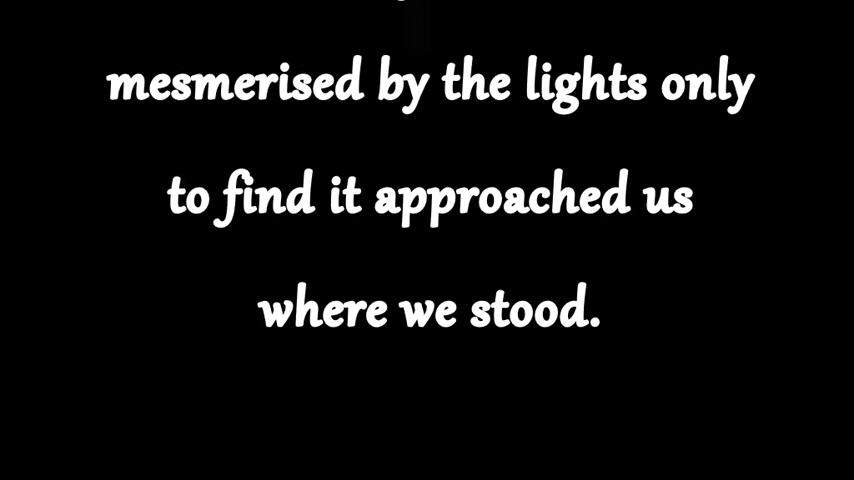 mesmerised by the lights only
to find it approached us
where we stood.